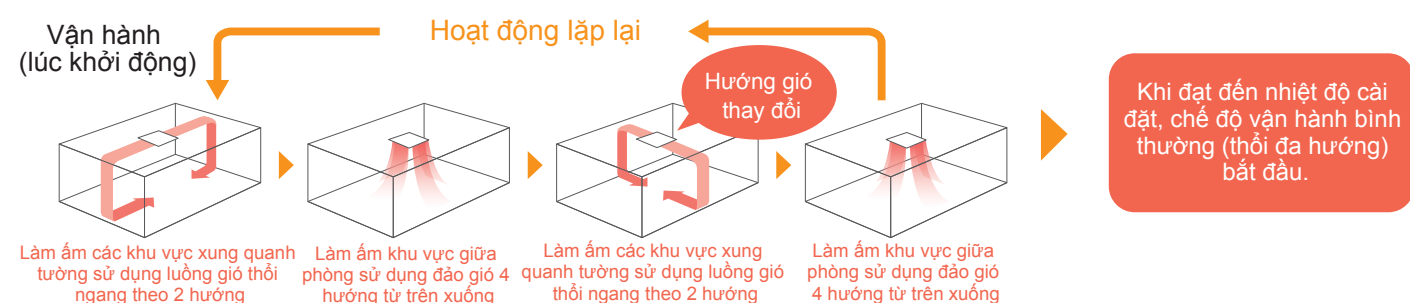 Vận hành
(lúc khởi động)
Hoạt động lặp lại
Hướng gió
thay đổi
Làm ấm các khu vực xung quanh
tường sử dụng luồng gió thổi
ngang theo 2 hướng
Làm ấm khu vực giữa
phòng sử dụng đảo gió 4
hướng từ trên xuống
Làm ấm các khu vực xung
quanh tường sử dụng luồng gió
thổi ngang theo 2 hướng
Làm ấm khu vực giữa
phòng sử dụng đảo gió
4 hướng từ trên xuống
Khi đạt đến nhiệt độ cài
đặt, chế độ vận hành bình
thường (thổi đa hướng)
bắt đầu.